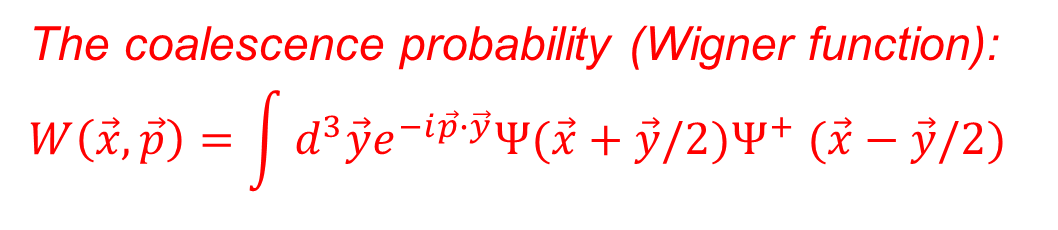 The coalescence probability (Wigner function):
W(x⃗, p⃗) = ∫ d³y⃗e^{−ip⃗·y⃗}Ψ(x⃗ + y⃗/2)Ψ⁺ (x⃗ − y⃗/2)